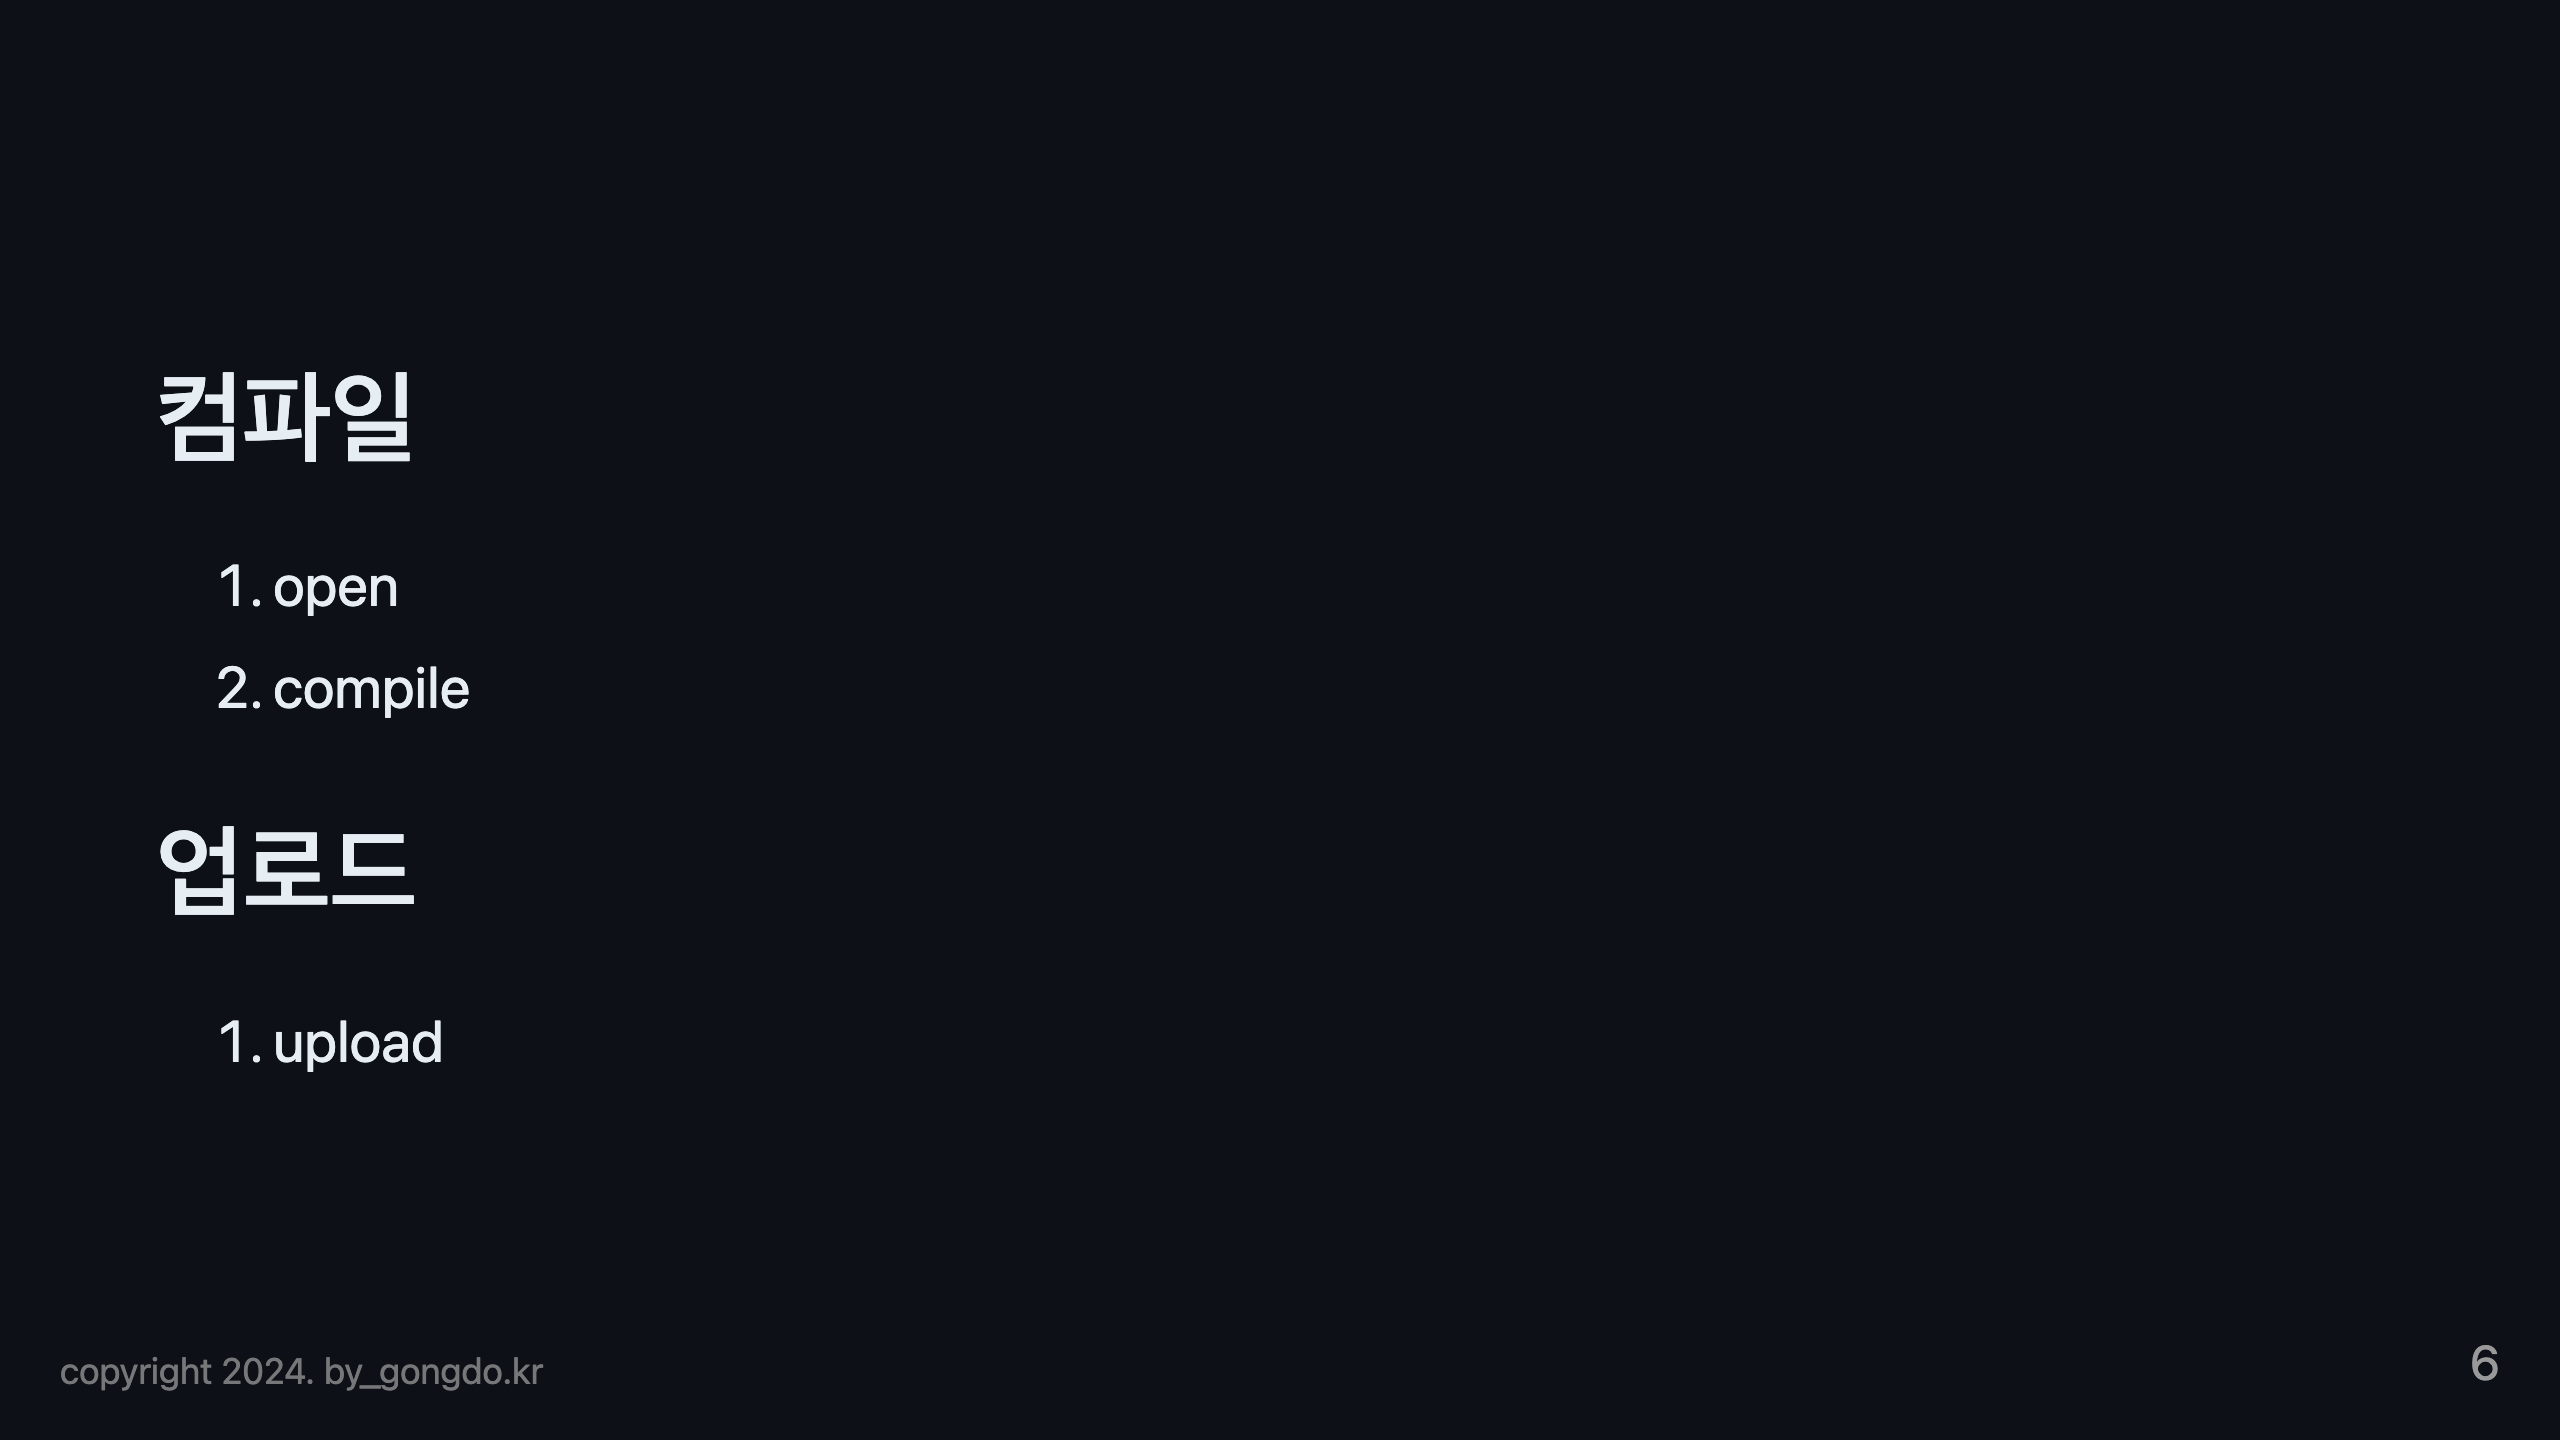 컴파일
1. open
2. compile
업로드
1. upload
copyright 2024. by_gongdo.kr
6